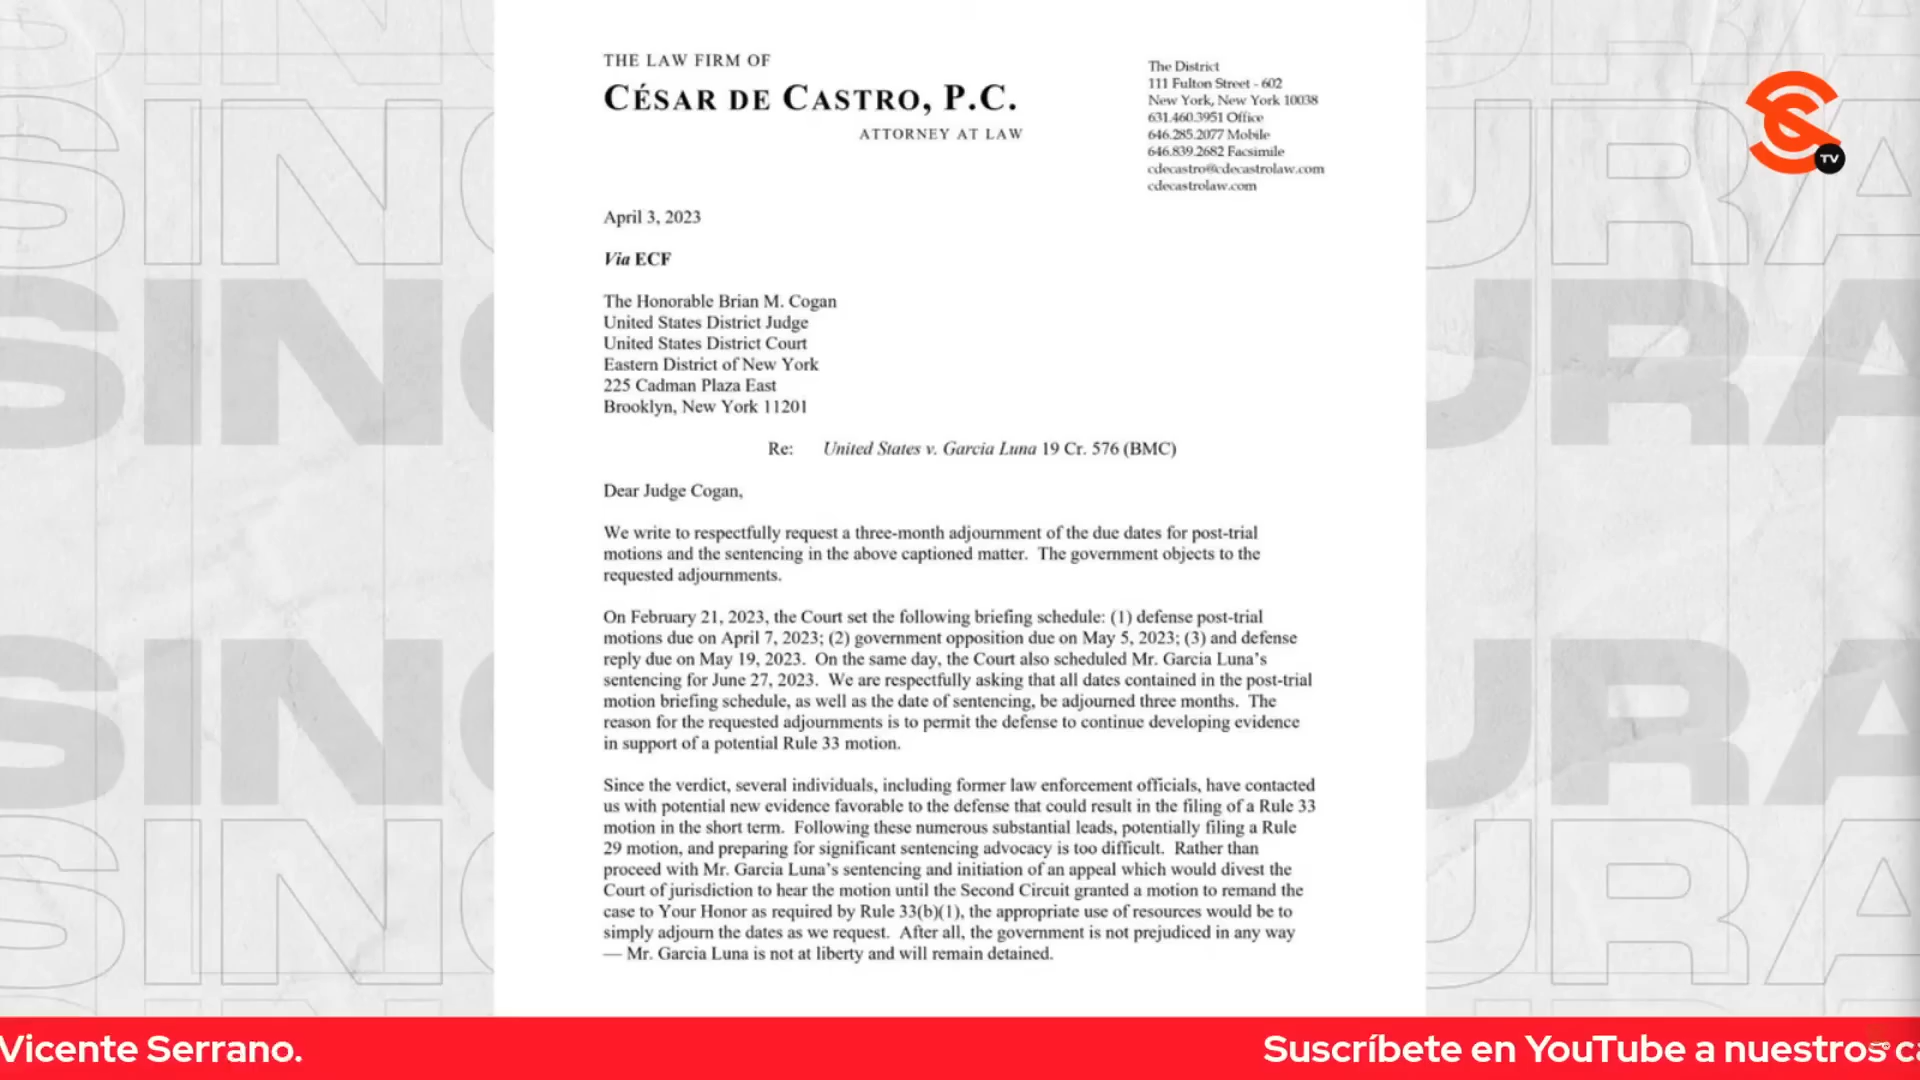 THE LAW FIRM OF
CÉSAR DE CASTRO, P.C.
ATTORNEY AT LAW
The District
111 Fulton Street - 602
New York, New York 10038
631.460.3951 Office
646.285.2077 Mobile
646.839.2682 Facsimile
cdecastro@cdecastrolaw.com
cdecastrolaw.com
TV
April 3, 2023
Via ECF
The Honorable Brian M. Cogan
United States District Judge
United States District Court
Eastern District of New York
225 Cadman Plaza East
Brooklyn, New York 11201
Re: United States v. Garcia Luna 19 Cr. 576 (BMC)
Dear Judge Cogan,
We write to respectfully request a three-month adjournment of the due dates for post-trial
motions and the sentencing in the above captioned matter. The government objects to the
requested adjournments.
On February 21, 2023, the Court set the following briefing schedule: (1) defense post-trial
motions due on April 7, 2023; (2) government opposition due on May 5, 2023; (3) and defense
reply due on May 19, 2023. On the same day, the Court also scheduled Mr. Garcia Luna's
sentencing for June 27, 2023. We are respectfully asking that all dates contained in the post-trial
motion briefing schedule, as well as the date of sentencing, be adjourned three months. The
reason for the requested adjournments is to permit the defense to continue developing evidence
in support of a potential Rule 33 motion.
Since the verdict, several individuals, including former law enforcement officials, have contacted
us with potential new evidence favorable to the defense that could result in the filing of a Rule 33
motion in the short term. Following these numerous substantial leads, potentially filing a Rule
29 motion, and preparing for significant sentencing advocacy is too difficult. Rather than
proceed with Mr. Garcia Luna's sentencing and initiation of an appeal which would divest the
Court of jurisdiction to hear the motion until the Second Circuit granted a motion to remand the
case to Your Honor as required by Rule 33(b)(1), the appropriate use of resources would be to
simply adjourn the dates as we request. After all, the government is not prejudiced in any way
— Mr. Garcia Luna is not at liberty and will remain detained.
Vicente Serrano.
Suscríbete en YouTube a nuestros